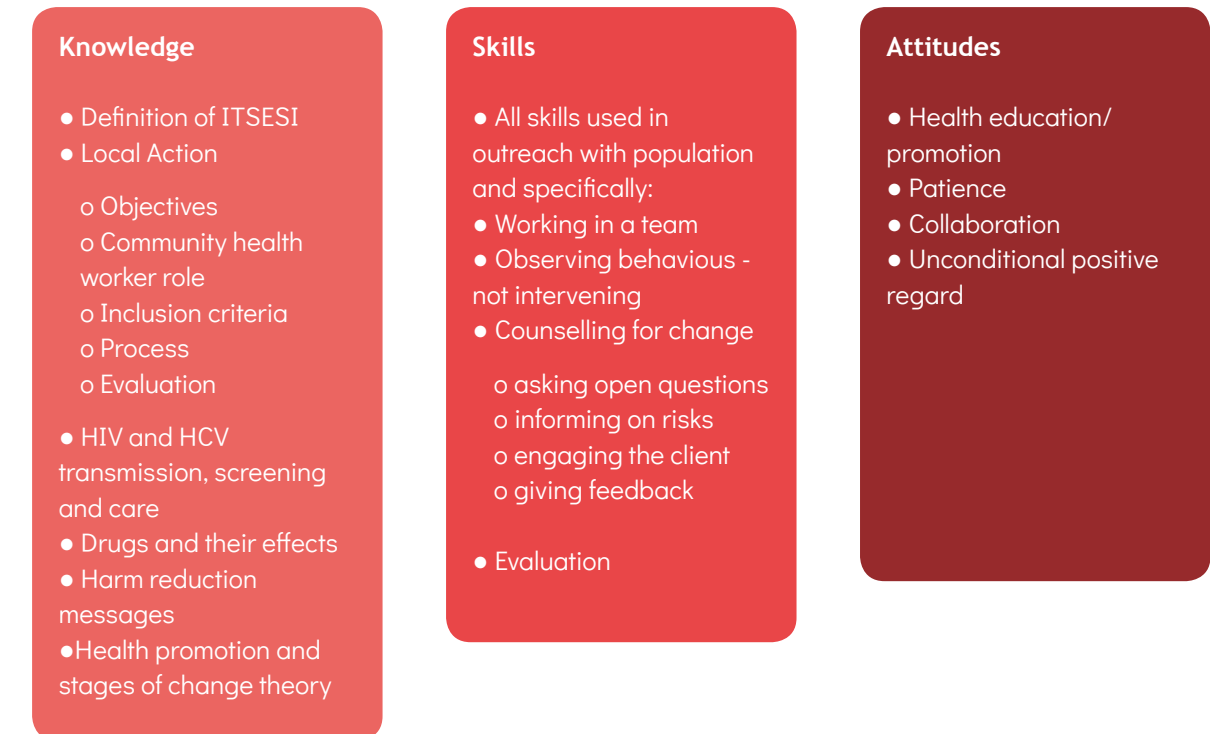 Knowledge
● Definition of ITSESI
● Local Action
o Objectives
o Community health
worker role
o Inclusion criteria
o Process
o Evaluation
● HIV and HCV
transmission, screening
and care
● Drugs and their effects
● Harm reduction
messages
●Health promotion and
stages of change theory
Skills
● All skills used in
outreach with population
and specifically:
● Working in a team
● Observing behavious -
not intervening
● Counselling for change
o asking open questions
o informing on risks
o engaging the client
o giving feedback
● Evaluation
Attitudes
● Health education/
promotion
● Patience
● Collaboration
● Unconditional positive
regard